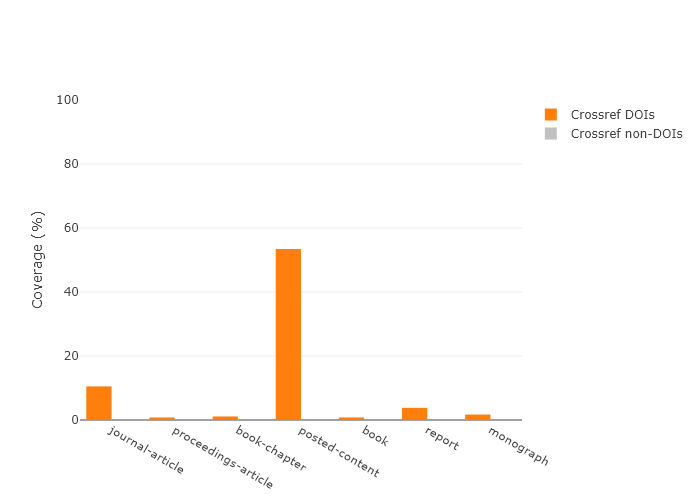 100
80
60
40
20
0
Coverage (%)
journal-article
proceedings-article
book-chapter
posted-content
book
report
monograph
Crossref DOIs
Crossref non-DOIs